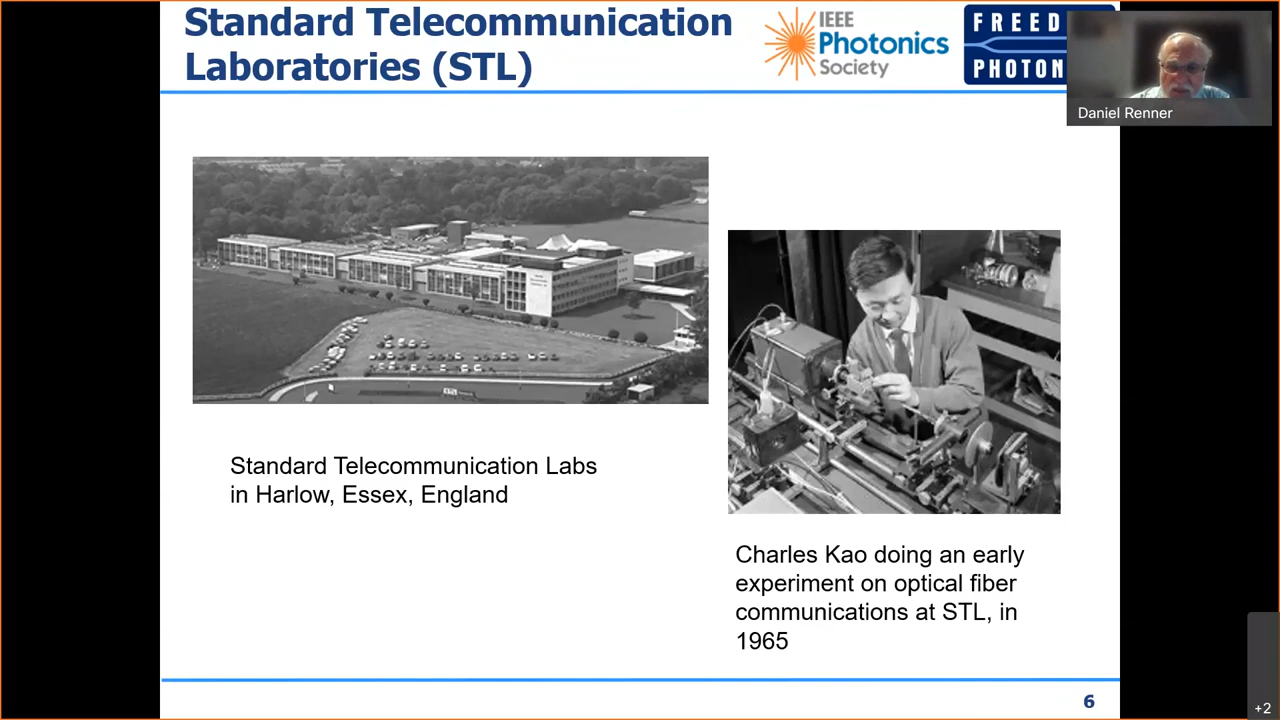 Standard Telecommunication
Laboratories (STL)
IEEE
Photonics
Society
FREED
PHOTON
Daniel Renner
Standard Telecommunication Labs
in Harlow, Essex, England
Charles Kao doing an early
experiment on optical fiber
communications at STL, in
1965
6
+2